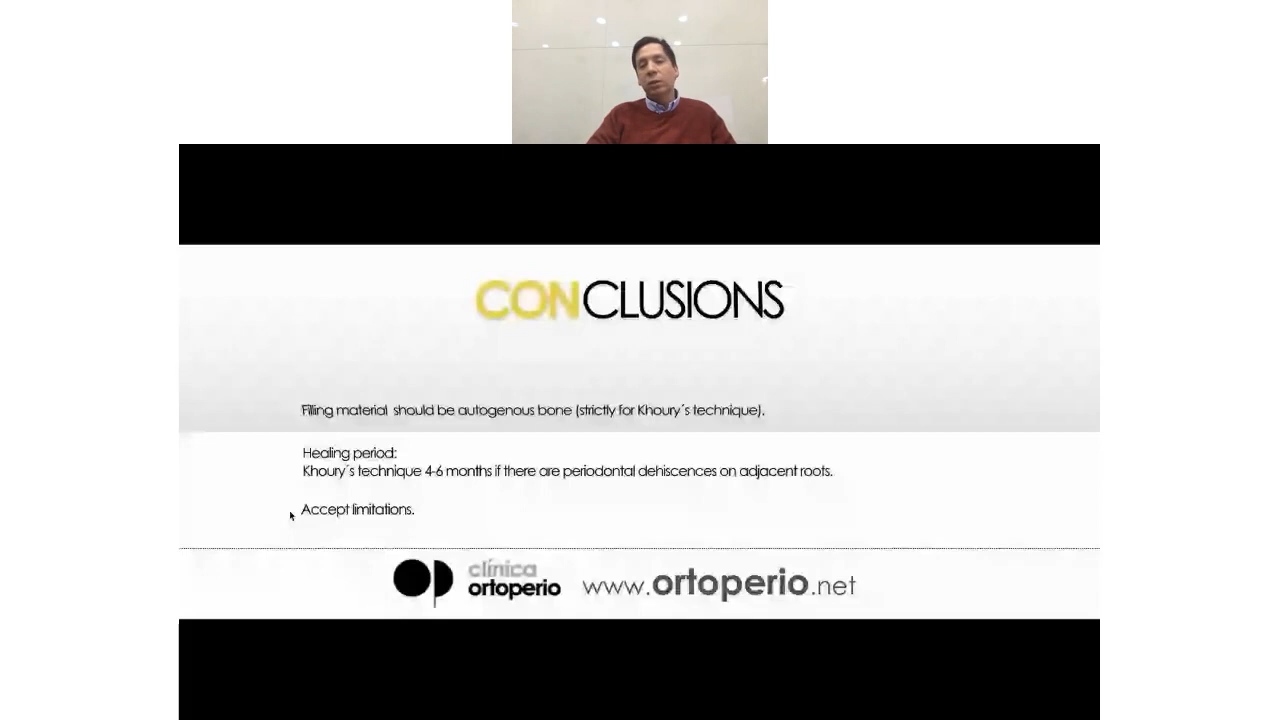 CONCLUSIONS
Filling material should be autogenous bone (strictly for Khoury´s technique).
Healing period:
Khoury´s technique 4-6 months if there are periodontal dehiscences on adjacent roots.
Accept limitations.
clínica
ortoperio
www.ortoperio.net